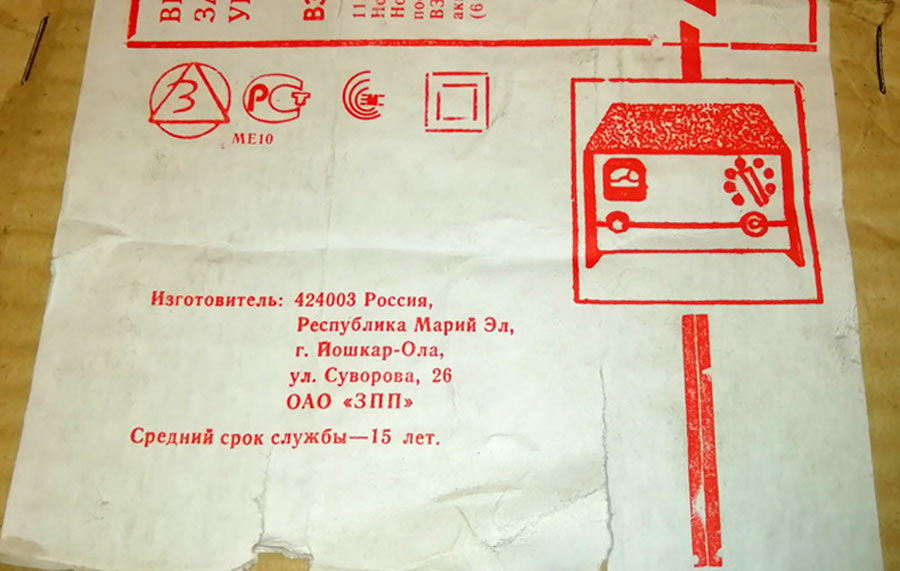 МЕ10
Изготовитель: 424003 Россия,
Республика Марий Эл,
г. Йошкар-Ола,
ул. Суворова, 26
ОАО «ЗПП»
Средний срок службы—15 лет.